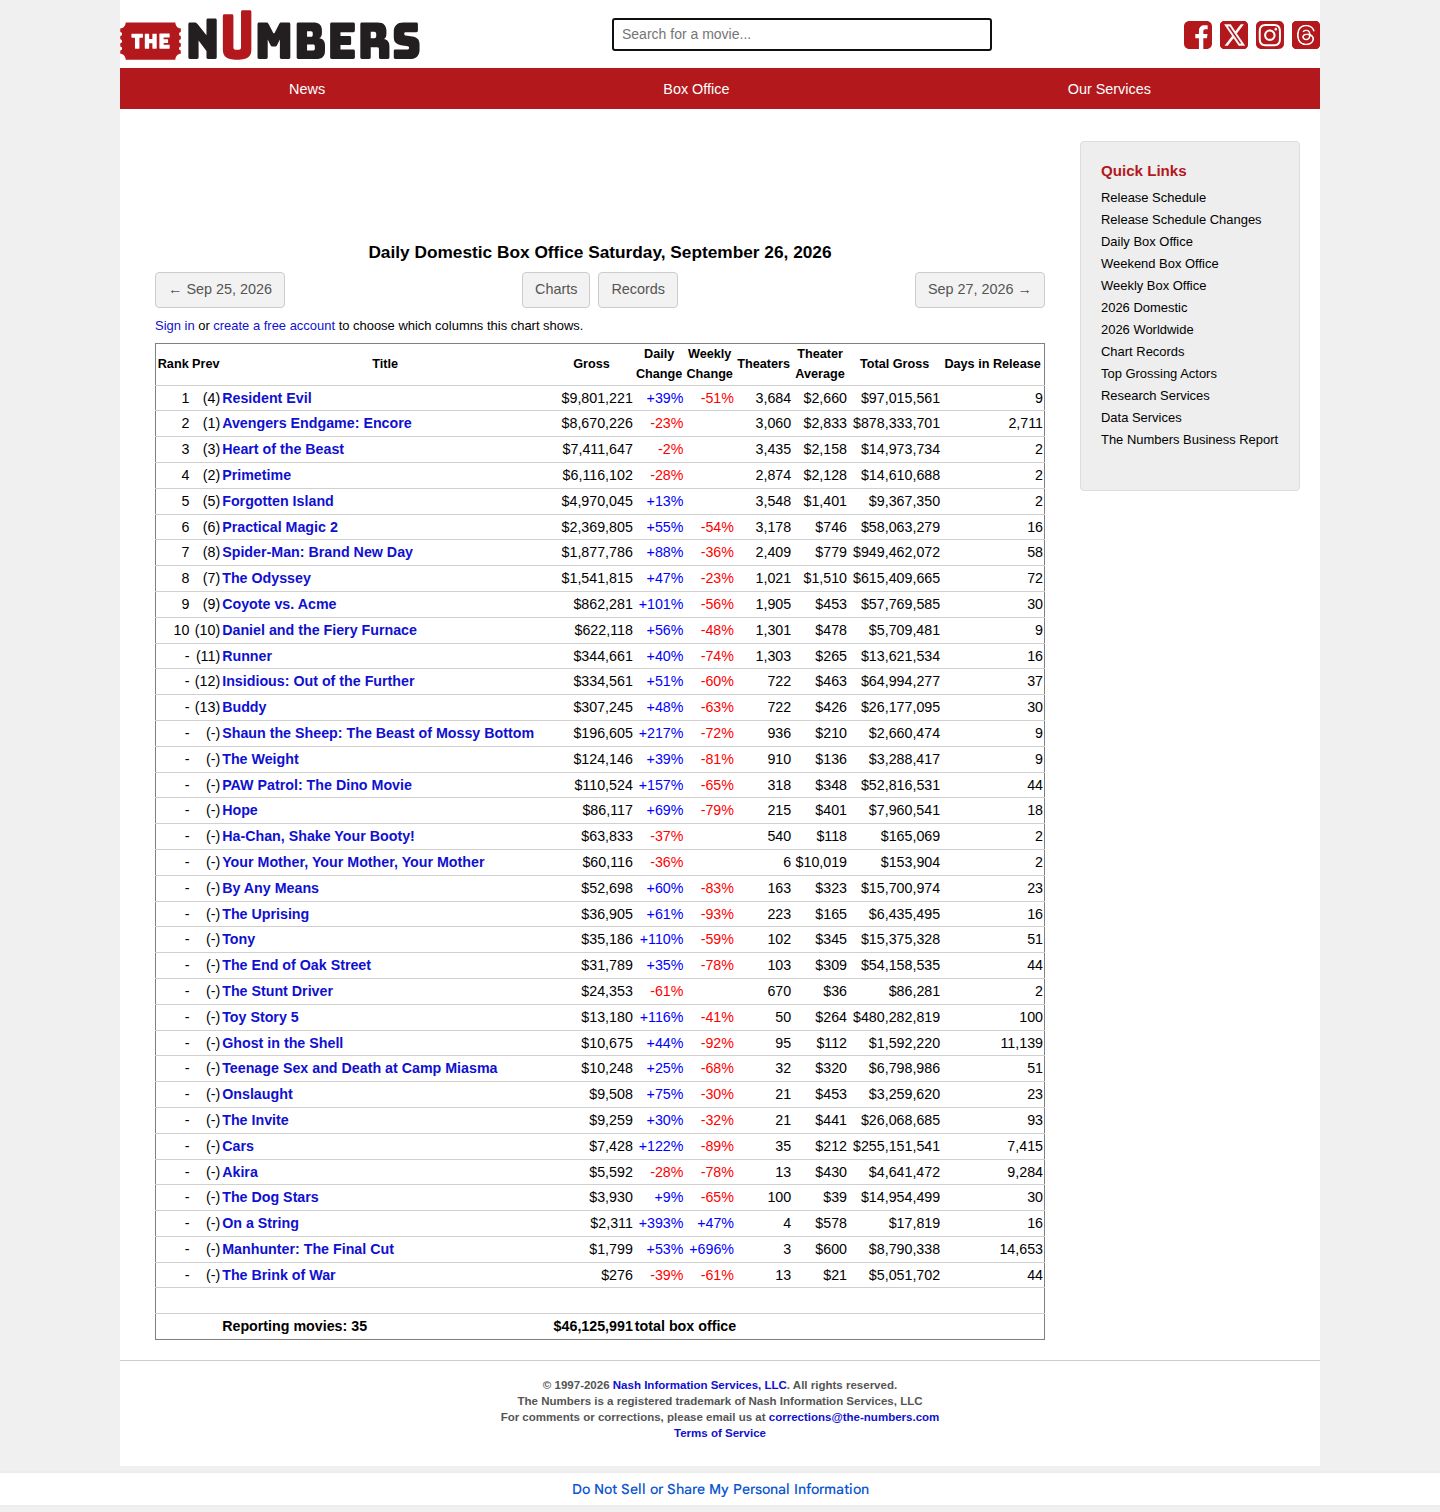 THE NUMBERS
Search for a movie...
News Box Office Our Services
Quick Links
Release Schedule
Release Schedule Changes
Daily Box Office
Weekend Box Office
Weekly Box Office
2026 Domestic
2026 Worldwide
Chart Records
Top Grossing Actors
Research Services
Data Services
The Numbers Business Report
Daily Domestic Box Office Saturday, September 26, 2026
← Sep 25, 2026 Charts Records Sep 27, 2026 →
Sign in or create a free account to choose which columns this chart shows.
Rank Prev Title Gross Daily Change Weekly Change Theaters Theater Average Total Gross Days in Release
1 (4) Resident Evil $9,801,221 +39% -51% 3,684 $2,660 $97,015,561 9
2 (1) Avengers Endgame: Encore $8,670,226 -23% 3,060 $2,833 $878,333,701 2,711
3 (3) Heart of the Beast $7,411,647 -2% 3,435 $2,158 $14,973,734 2
4 (2) Primetime $6,116,102 -28% 2,874 $2,128 $14,610,688 2
5 (5) Forgotten Island $4,970,045 +13% 3,548 $1,401 $9,367,350 2
6 (6) Practical Magic 2 $2,369,805 +55% -54% 3,178 $746 $58,063,279 16
7 (8) Spider-Man: Brand New Day $1,877,786 +88% -36% 2,409 $779 $949,462,072 58
8 (7) The Odyssey $1,541,815 +47% -23% 1,021 $1,510 $615,409,665 72
9 (9) Coyote vs. Acme $862,281 +101% -56% 1,905 $453 $57,769,585 30
10 (10) Daniel and the Fiery Furnace $622,118 +56% -48% 1,301 $478 $5,709,481 9
- (11) Runner $344,661 +40% -74% 1,303 $265 $13,621,534 16
- (12) Insidious: Out of the Further $334,561 +51% -60% 722 $463 $64,994,277 37
- (13) Buddy $307,245 +48% -63% 722 $426 $26,177,095 30
- (-) Shaun the Sheep: The Beast of Mossy Bottom $196,605 +217% -72% 936 $210 $2,660,474 9
- (-) The Weight $124,146 +39% -81% 910 $136 $3,288,417 9
- (-) PAW Patrol: The Dino Movie $110,524 +157% -65% 318 $348 $52,816,531 44
- (-) Hope $86,117 +69% -79% 215 $401 $7,960,541 18
- (-) Ha-Chan, Shake Your Booty! $63,833 -37% 540 $118 $165,069 2
- (-) Your Mother, Your Mother, Your Mother $60,116 -36% 6 $10,019 $153,904 2
- (-) By Any Means $52,698 +60% -83% 163 $323 $15,700,974 23
- (-) The Uprising $36,905 +61% -93% 223 $165 $6,435,495 16
- (-) Tony $35,186 +110% -59% 102 $345 $15,375,328 51
- (-) The End of Oak Street $31,789 +35% -78% 103 $309 $54,158,535 44
- (-) The Stunt Driver $24,353 -61% 670 $36 $86,281 2
- (-) Toy Story 5 $13,180 +116% -41% 50 $264 $480,282,819 100
- (-) Ghost in the Shell $10,675 +44% -92% 95 $112 $1,592,220 11,139
- (-) Teenage Sex and Death at Camp Miasma $10,248 +25% -68% 32 $320 $6,798,986 51
- (-) Onslaught $9,508 +75% -30% 21 $453 $3,259,620 23
- (-) The Invite $9,259 +30% -32% 21 $441 $26,068,685 93
- (-) Cars $7,428 +122% -89% 35 $212 $255,151,541 7,415
- (-) Akira $5,592 -28% -78% 13 $430 $4,641,472 9,284
- (-) The Dog Stars $3,930 +9% -65% 100 $39 $14,954,499 30
- (-) On a String $2,311 +393% +47% 4 $578 $17,819 16
- (-) Manhunter: The Final Cut $1,799 +53% +696% 3 $600 $8,790,338 14,653
- (-) The Brink of War $276 -39% -61% 13 $21 $5,051,702 44
Reporting movies: 35 $46,125,991 total box office
© 1997-2026 Nash Information Services, LLC. All rights reserved.
The Numbers is a registered trademark of Nash Information Services, LLC
For comments or corrections, please email us at corrections@the-numbers.com
Terms of Service
Do Not Sell or Share My Personal Information